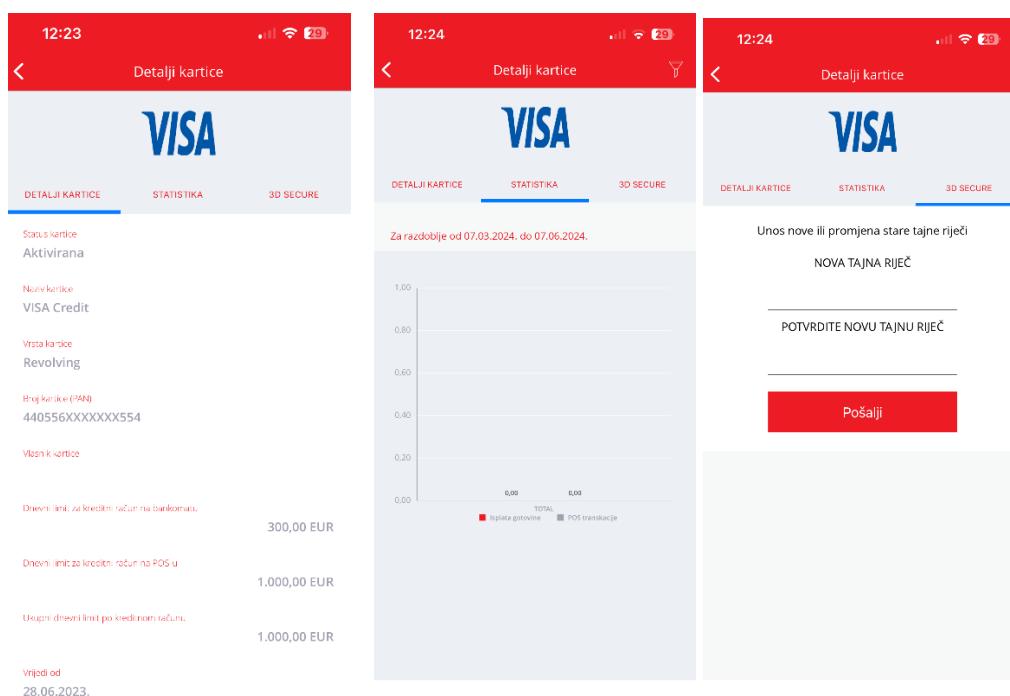 12:23
29
Detalji kartice
VISA
DETALJI KARTICE STATISTIKA 3D SECURE
Status kartice
Aktivirana
Naziv kartice
VISA Credit
Vrsta kartice
Revolving
Broj kartice (PAN)
440556XXXXXXX554
Vlasnik kartice
Dnevni limit za kreditni račun na bankomatu
300,00 EUR
Dnevni limit za kreditni račun na POS-u
1.000,00 EUR
Ukupni dnevni limit po kreditnom računu
1.000,00 EUR
Vrijedi od
28.06.2023.
12:24
29
Detalji kartice
VISA
DETALJI KARTICE STATISTIKA 3D SECURE
Za razdoblje od 07.03.2024. do 07.06.2024.
1,00
0,80
0,60
0,40
0,20
0,00
0,00 0,00
TOTAL
Isplata gotovine POS transkacije
12:24
29
Detalji kartice
VISA
DETALJI KARTICE STATISTIKA 3D SECURE
Unos nove ili promjena stare tajne riječi
NOVA TAJNA RIJEČ
POTVRDITE NOVU TAJNU RIJEČ
Pošalji